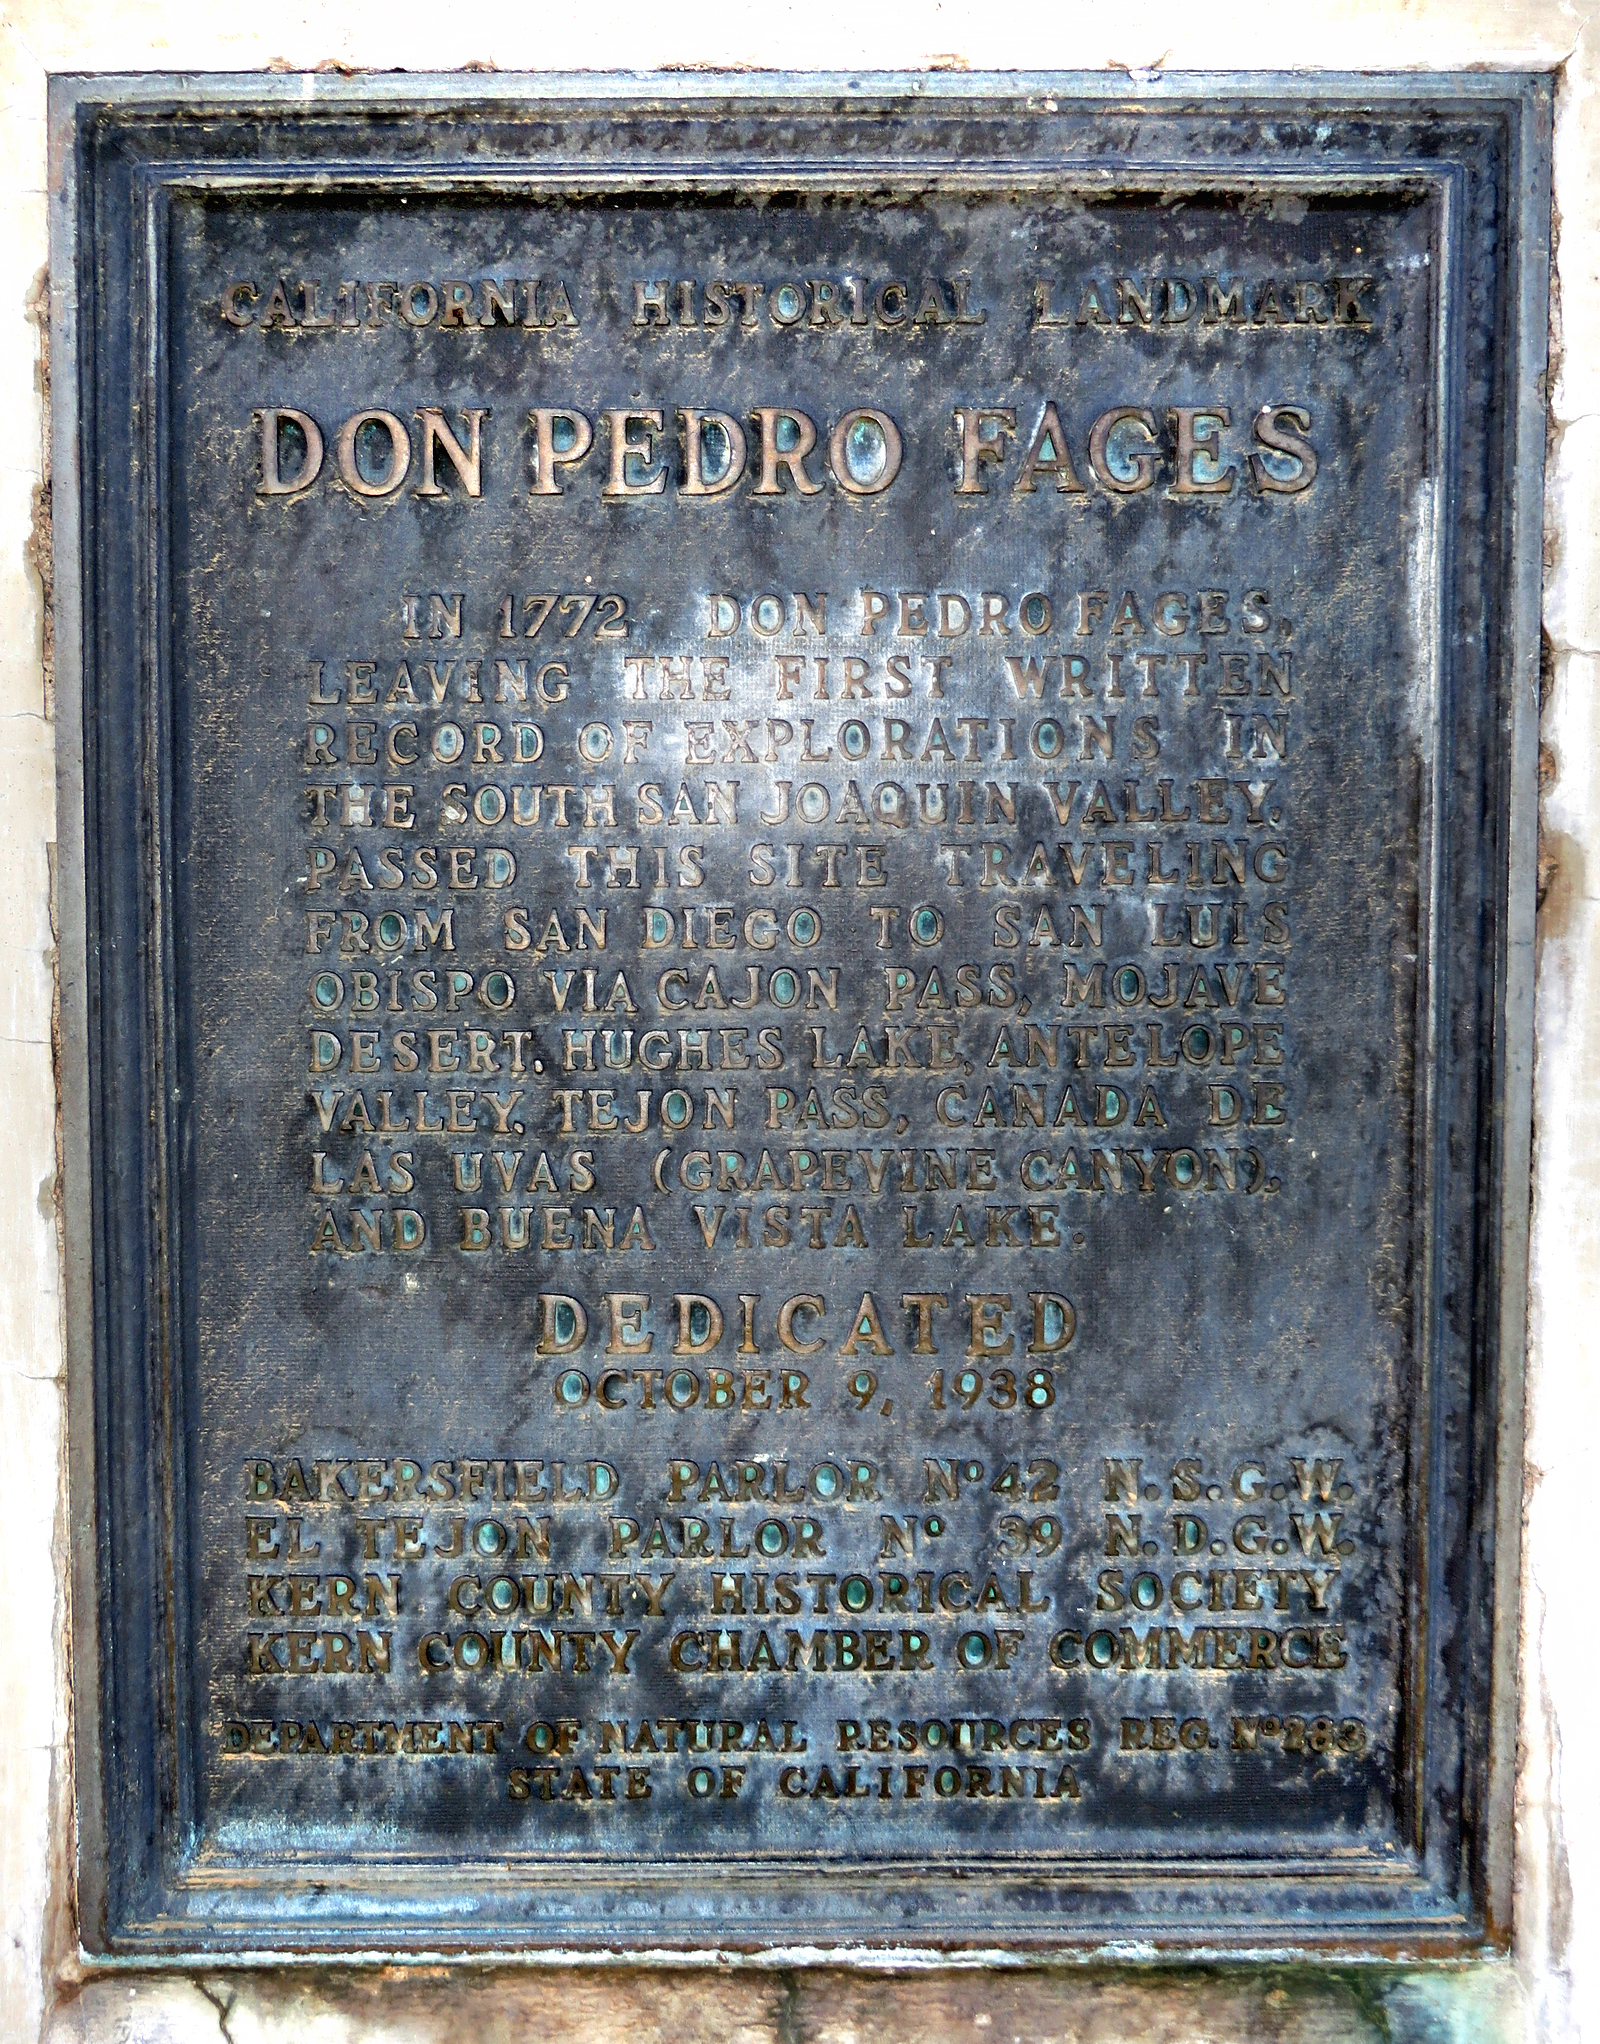 CALIFORNIA HISTORICAL LANDMARK
DON PEDRO FAGES
IN 1772 DON PEDRO FAGES,
LEAVING THE FIRST WRITTEN
RECORD OF EXPLORATIONS IN
THE SOUTH SAN JOAQUIN VALLEY,
PASSED THIS SITE TRAVELING
FROM SAN DIEGO TO SAN LUIS
OBISPO VIA CAJON PASS, MOJAVE
DESERT, HUGHES LAKE, ANTELOPE
VALLEY, TEJON PASS, CANADA DE
LAS UVAS (GRAPEVINE CANYON),
AND BUENA VISTA LAKE.
DEDICATED
OCTOBER 9, 1938
BAKERSFIELD PARLOR Nº 42 N.S.G.W.
EL TEJON PARLOR Nº 39 N.D.G.W.
KERN COUNTY HISTORICAL SOCIETY
KERN COUNTY CHAMBER OF COMMERCE
DEPARTMENT OF NATURAL RESOURCES REG. Nº 283
STATE OF CALIFORNIA